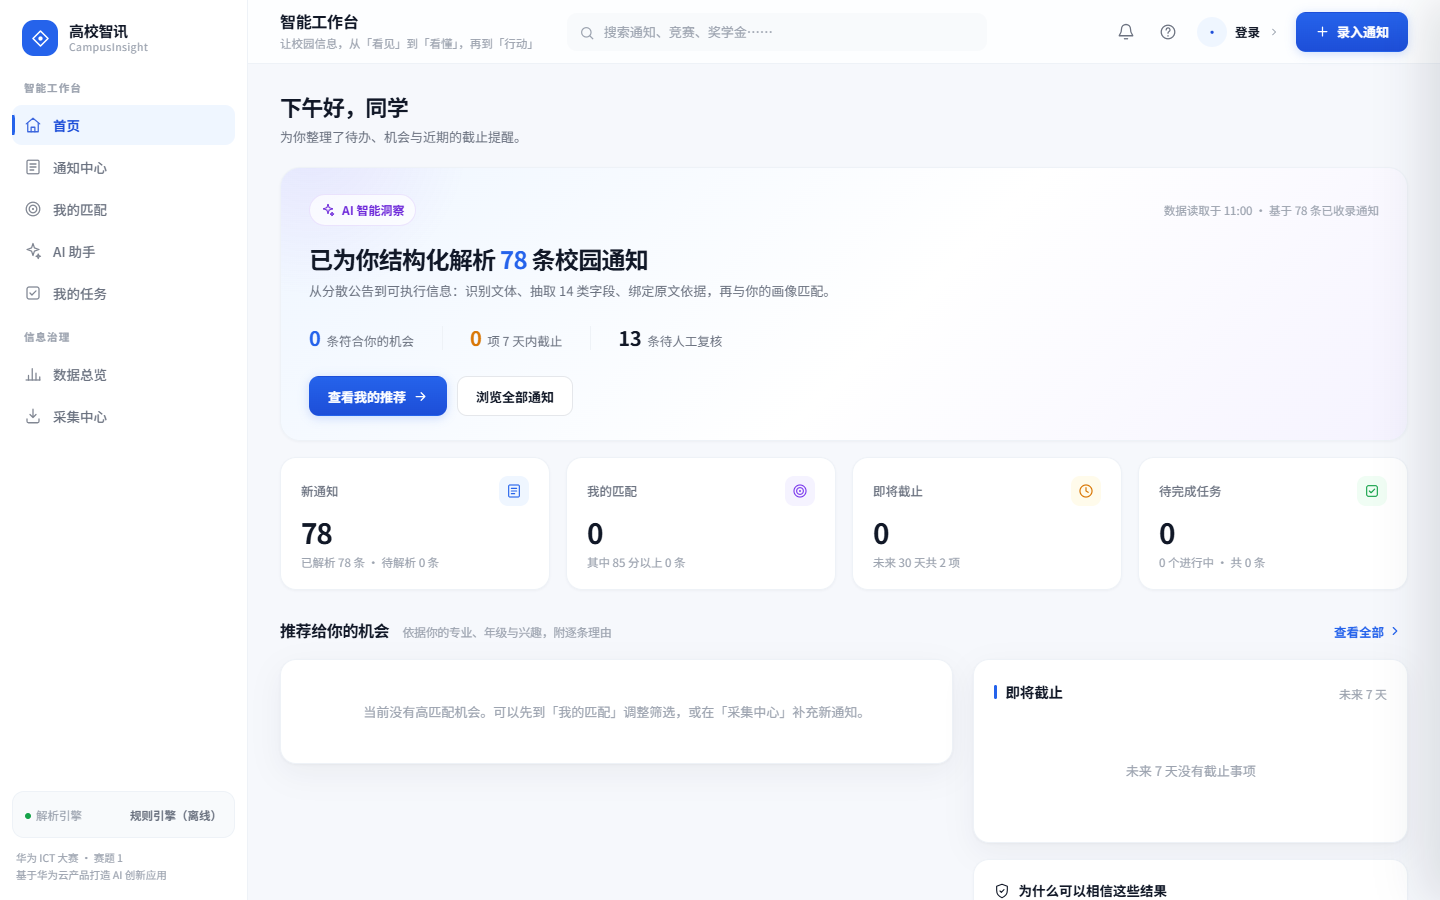 高校智讯
CampusInsight
智能工作台
首页
通知中心
我的匹配
AI 助手
我的任务
信息治理
数据总览
采集中心
解析引擎 规则引擎（离线）
华为 ICT 大赛 · 赛题 1
基于华为云产品打造 AI 创新应用
智能工作台
让校园信息，从「看见」到「看懂」，再到「行动」
搜索通知、竞赛、奖学金……
登录
录入通知
下午好，同学
为你整理了待办、机会与近期的截止提醒。
AI 智能洞察
数据读取于 11:00 · 基于 78 条已收录通知
已为你结构化解析 78 条校园通知
从分散公告到可执行信息：识别文体、抽取 14 类字段、绑定原文依据，再与你的画像匹配。
0 条符合你的机会
0 项 7 天内截止
13 条待人工复核
查看我的推荐
浏览全部通知
新通知
78
已解析 78 条 · 待解析 0 条
我的匹配
0
其中 85 分以上 0 条
即将截止
0
未来 30 天共 2 项
待完成任务
0
0 个进行中 · 共 0 条
推荐给你的机会 依据你的专业、年级与兴趣，附逐条理由
查看全部
当前没有高匹配机会。可以先到「我的匹配」调整筛选，或在「采集中心」补充新通知。
即将截止
未来 7 天
未来 7 天没有截止事项
为什么可以相信这些结果